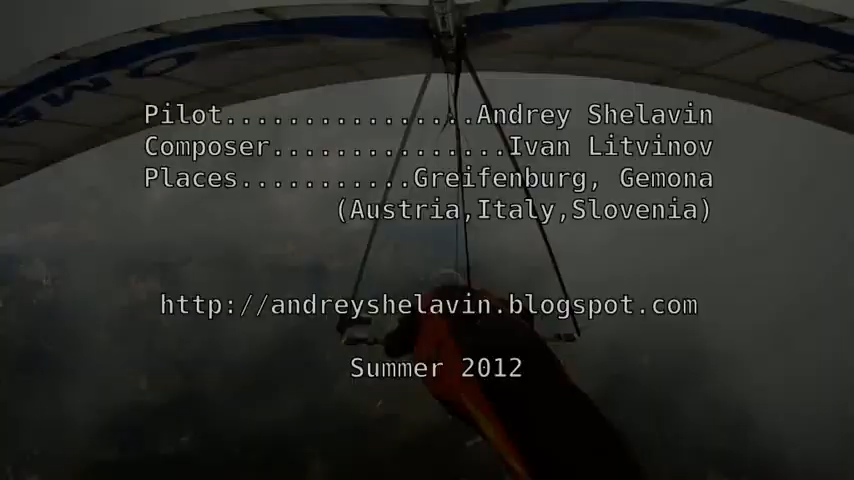 Pilot................Andrey Shelavin
Composer...............Ivan Litvinov
Places...........Greifenburg, Gemona
(Austria,Italy,Slovenia)
http://andreyshelavin.blogspot.com
Summer 2012